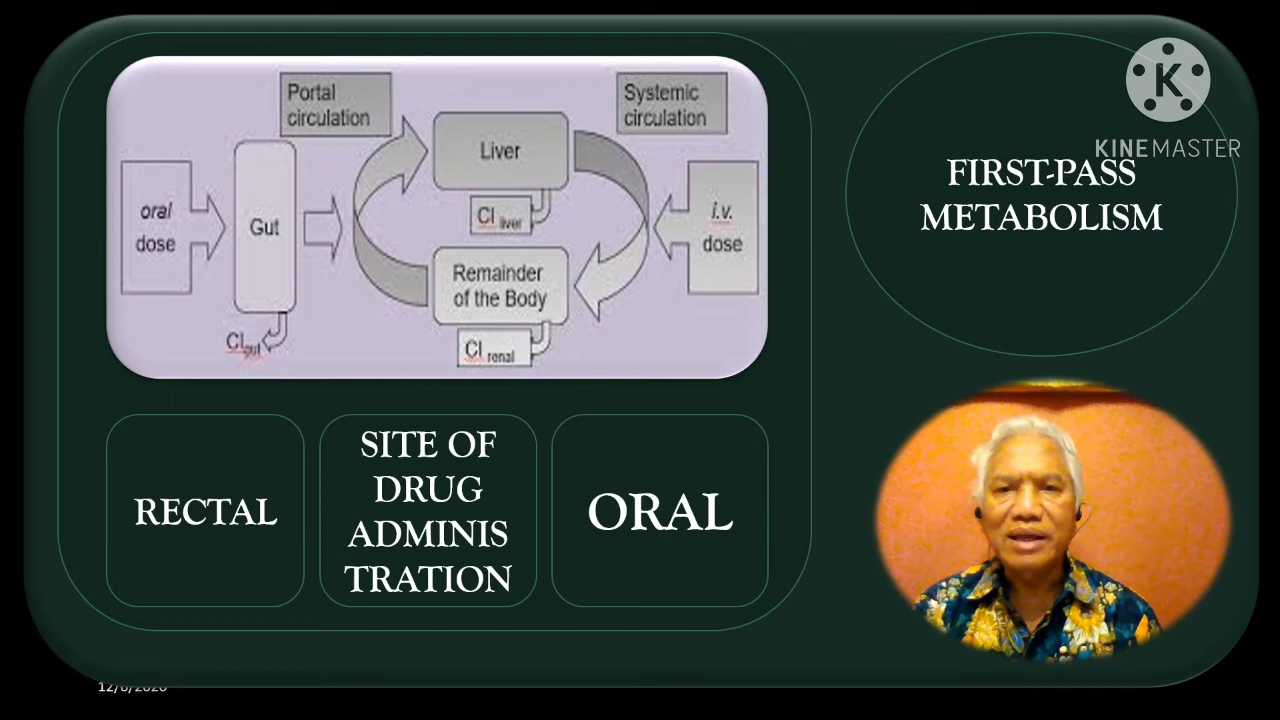 Portal
circulation
Systemic
circulation
Liver
oral
dose
Gut
i.v.
dose
Cl liver
Remainder
of the Body
Cl gut
Cl renal
KINEMASTER
FIRST-PASS
METABOLISM
RECTAL
SITE OF
DRUG
ADMINIS
TRATION
ORAL